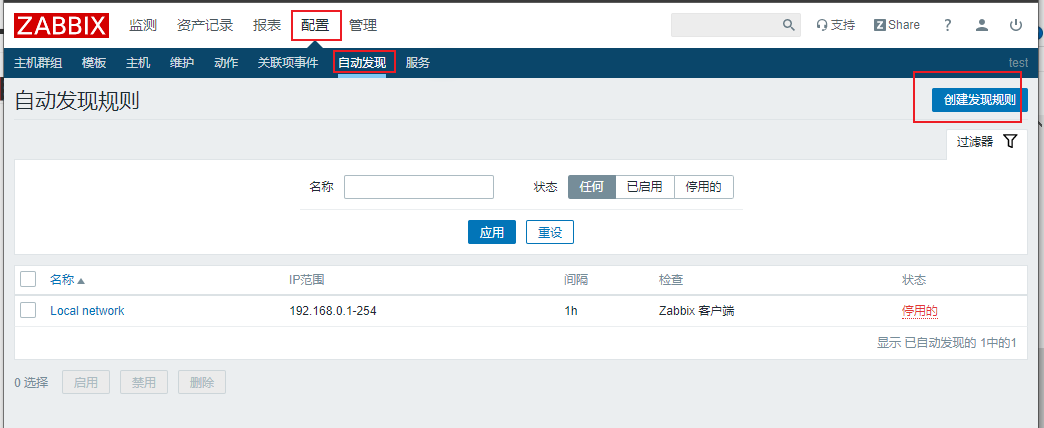 ZABBIX 监测 资产记录 报表 配置 管理 支持 Z Share ?
主机群组 模板 主机 维护 动作 关联项事件 自动发现 服务 test
自动发现规则 创建发现规则
过滤器
名称 状态 任何 已启用 停用的
应用 重设
名称 IP范围 间隔 检查 状态
Local network 192.168.0.1-254 1h Zabbix 客户端 停用的
显示 已自动发现的 1中的1
0 选择 启用 禁用 删除